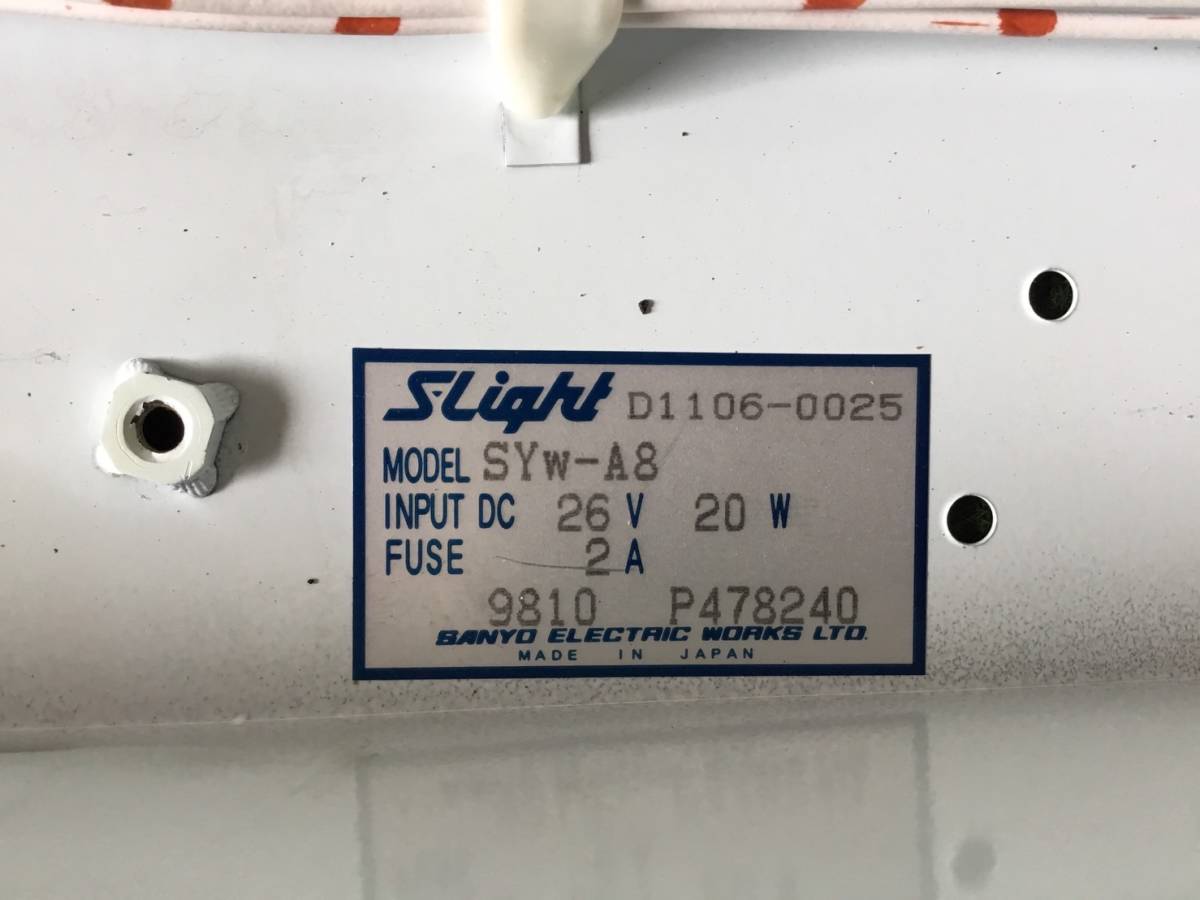 S-Light D1106-0025
MODEL SYw-A8
INPUT DC 26 V 20 W
FUSE 2 A
9810 P478240
SANYO ELECTRIC WORKS LTD.
MADE IN JAPAN